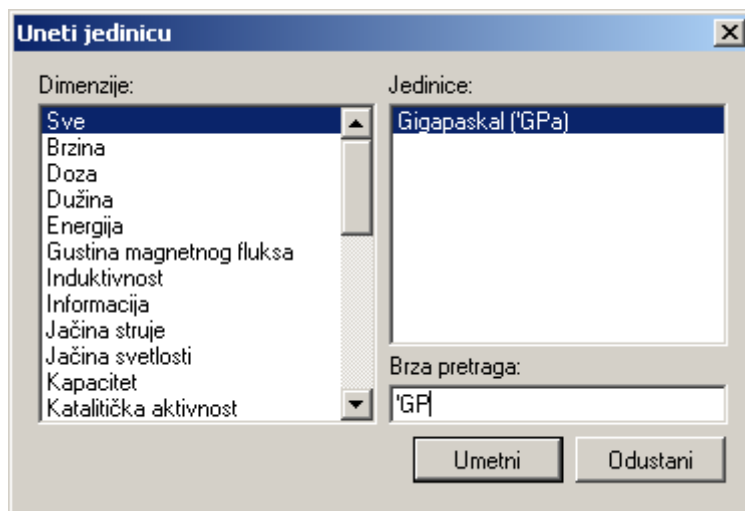 Uneti jedinicu
Dimenzije:
Sve
Brzina
Doza
Dužina
Energija
Gustina magnetnog fluksa
Induktivnost
Informacija
Jačina struje
Jačina svetlosti
Kapacitet
Katalitička aktivnost
Jedinice:
Gigapaskal ('GPa)
Brza pretraga:
'GP
Umetni
Odustani